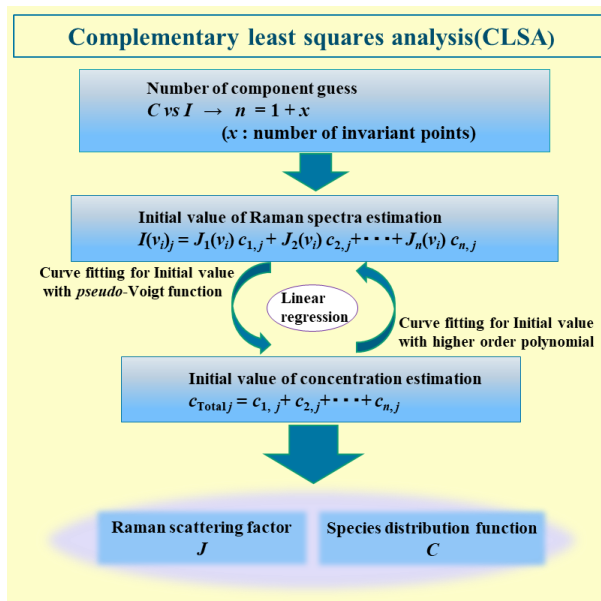 Complementary least squares analysis(CLSA)
Number of component guess
C vs I → n = 1 + x
(x : number of invariant points)
Initial value of Raman spectra estimation
I(νi)j = J1(νi) c1, j + J2(νi) c2, j+･･･+ Jn(νi) cn, j
Curve fitting for Initial value
with pseudo-Voigt function
Linear
regression
Curve fitting for Initial value
with higher order polynomial
Initial value of concentration estimation
cTotal j = c1, j + c2, j+･･･+ cn, j
Raman scattering factor
J
Species distribution function
C